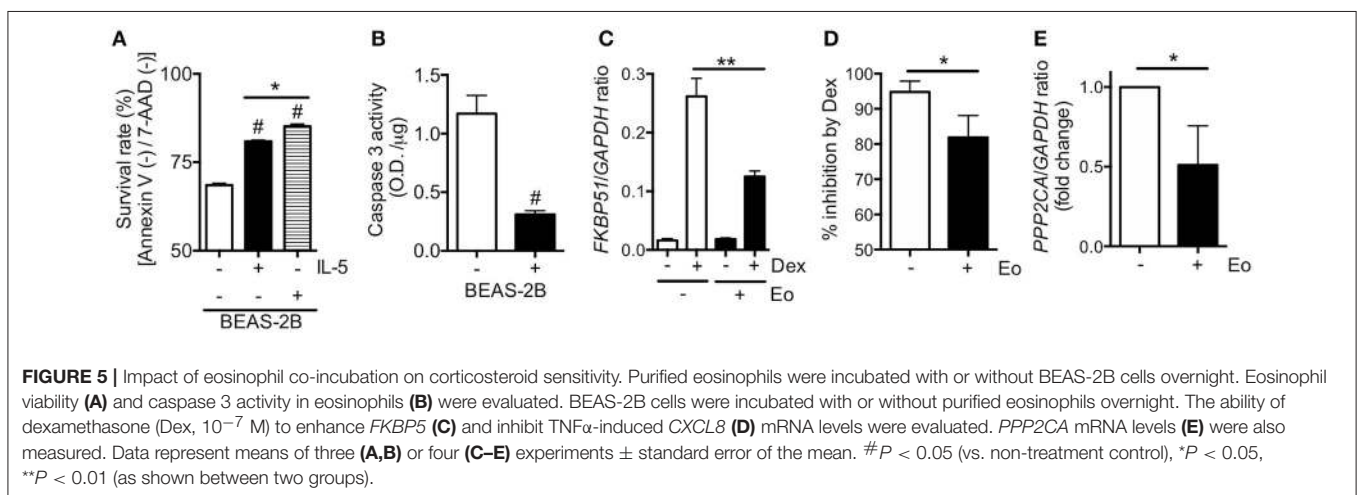 A
Survival rate (%)
[Annexin V (-) / 7-AAD (-)]
100
75
50
*
#
#
- + - IL-5
- - +
BEAS-2B
B
Caspase 3 activity
(O.D. /µg)
1.5
1.0
0.5
0.0
#
- +
BEAS-2B
C
FKBP51/GAPDH ratio
0.3
0.2
0.1
0.0
**
- + - + Dex
- + Eo
D
% inhibition by Dex
100
95
90
85
80
75
70
*
- + Eo
E
PPP2CA/GAPDH ratio
(fold change)
1.0
0.5
0.0
*
- + Eo
FIGURE 5 | Impact of eosinophil co-incubation on corticosteroid sensitivity. Purified eosinophils were incubated with or without BEAS-2B cells overnight. Eosinophil
viability (A) and caspase 3 activity in eosinophils (B) were evaluated. BEAS-2B cells were incubated with or without purified eosinophils overnight. The ability of
dexamethasone (Dex, 10⁻⁷ M) to enhance FKBP5 (C) and inhibit TNFα-induced CXCL8 (D) mRNA levels were evaluated. PPP2CA mRNA levels (E) were also
measured. Data represent means of three (A,B) or four (C–E) experiments ± standard error of the mean. #P < 0.05 (vs. non-treatment control), *P < 0.05,
**P < 0.01 (as shown between two groups).